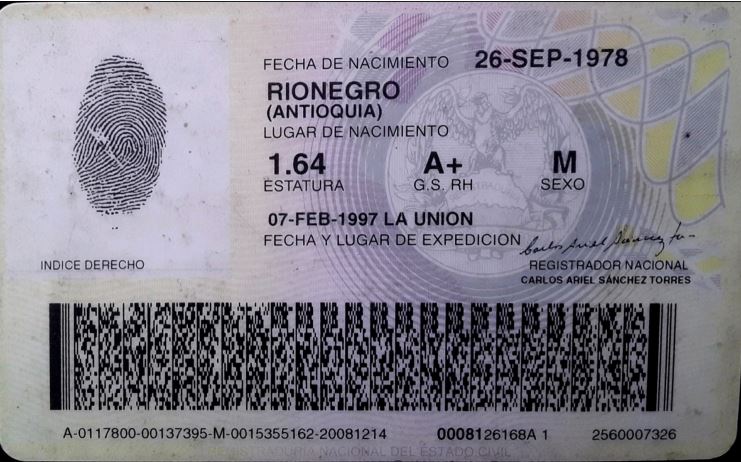 FECHA DE NACIMIENTO 26-SEP-1978
RIONEGRO
(ANTIOQUIA)
LUGAR DE NACIMIENTO
1.64 A+ M
ESTATURA G.S. RH SEXO
07-FEB-1997 LA UNION
FECHA Y LUGAR DE EXPEDICION
INDICE DERECHO
REGISTRADOR NACIONAL
CARLOS ARIEL SÁNCHEZ TORRES
A-0117800-00137395-M-0015355162-20081214 0008126168A 1 2560007326
REGISTRADURIA NACIONAL DEL ESTADO CIVIL